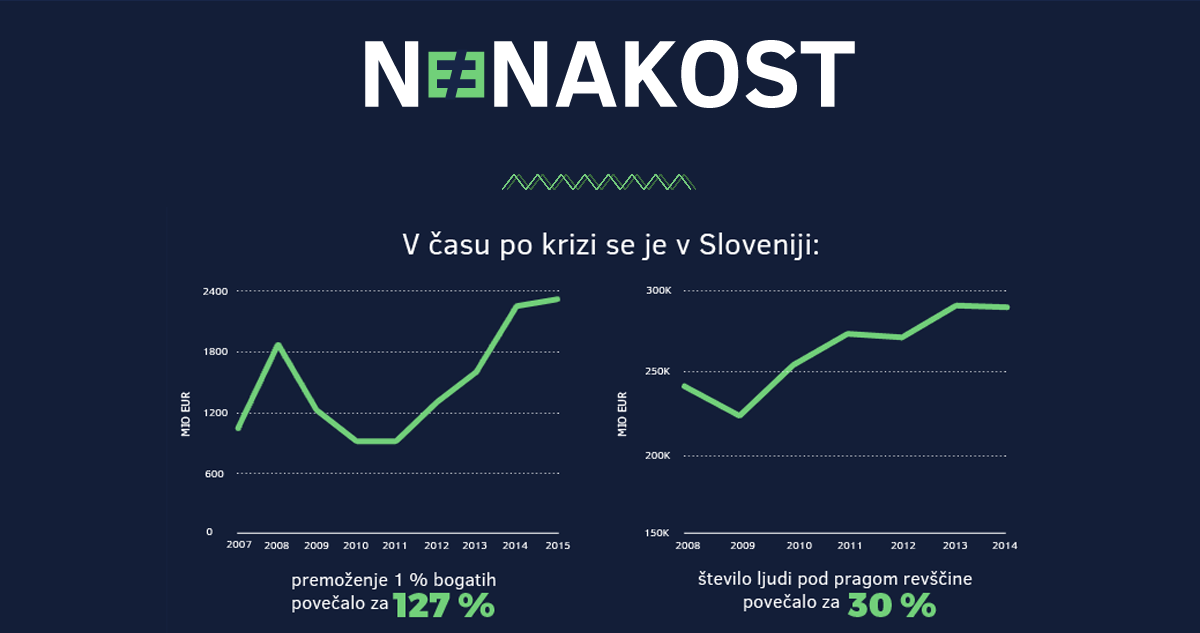 NEENAKOST
V času po krizi se je v Sloveniji:
2400
1800
1200
600
0
MIO EUR
2007 2008 2009 2010 2011 2012 2013 2014 2015
premoženje 1 % bogatih
povečalo za 127 %
300K
250K
200K
150K
MIO EUR
2008 2009 2010 2011 2012 2013 2014
število ljudi pod pragom revščine
povečalo za 30 %